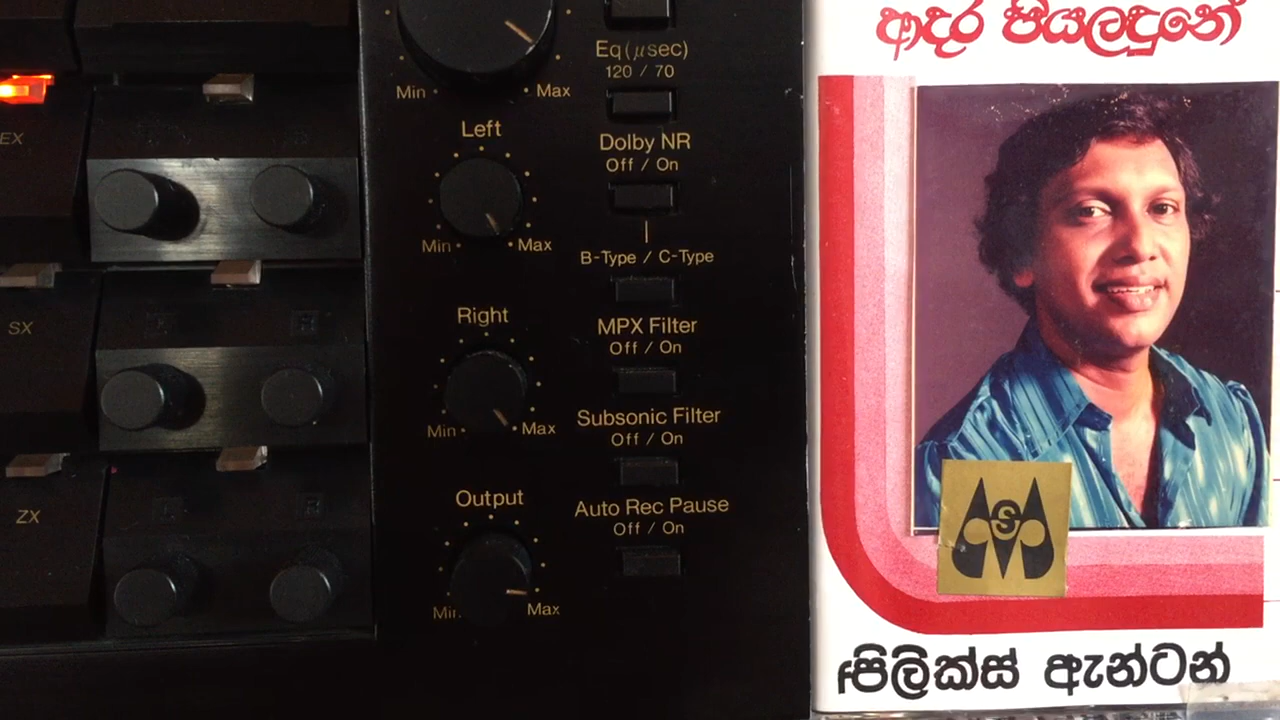 Min
Max
Eq (μsec)
120 / 70
EX
Left
Min
Max
Dolby NR
Off / On
B-Type / C-Type
SX
Right
Min
Max
MPX Filter
Off / On
Subsonic Filter
Off / On
ZX
Output
Min
Max
Auto Rec Pause
Off / On
ආදර පියලඳුනේ
ෆිලික්ස් ඇන්ටන්